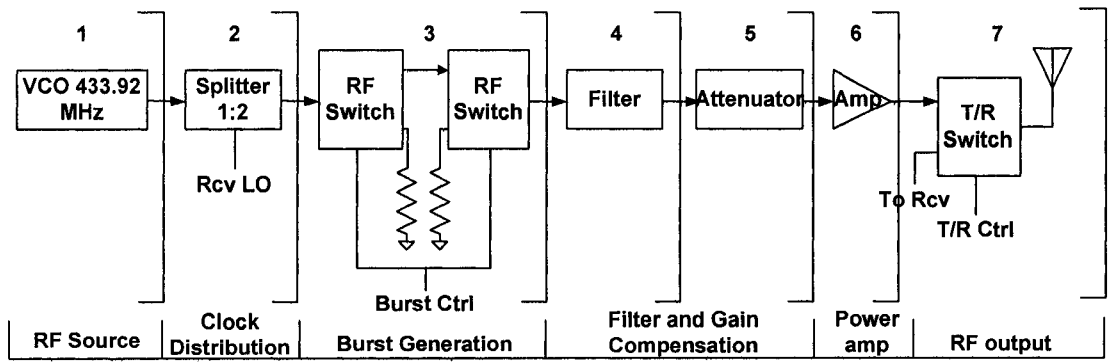 1
2
3
4
5
6
7
VCO 433.92
MHz
Splitter
1:2
RF
Switch
RF
Switch
Filter
Attenuator
Amp
T/R
Switch
Rcv LO
To Rcv
T/R Ctrl
Burst Ctrl
RF Source
Clock
Distribution
Burst Generation
Filter and Gain
Compensation
Power
amp
RF output